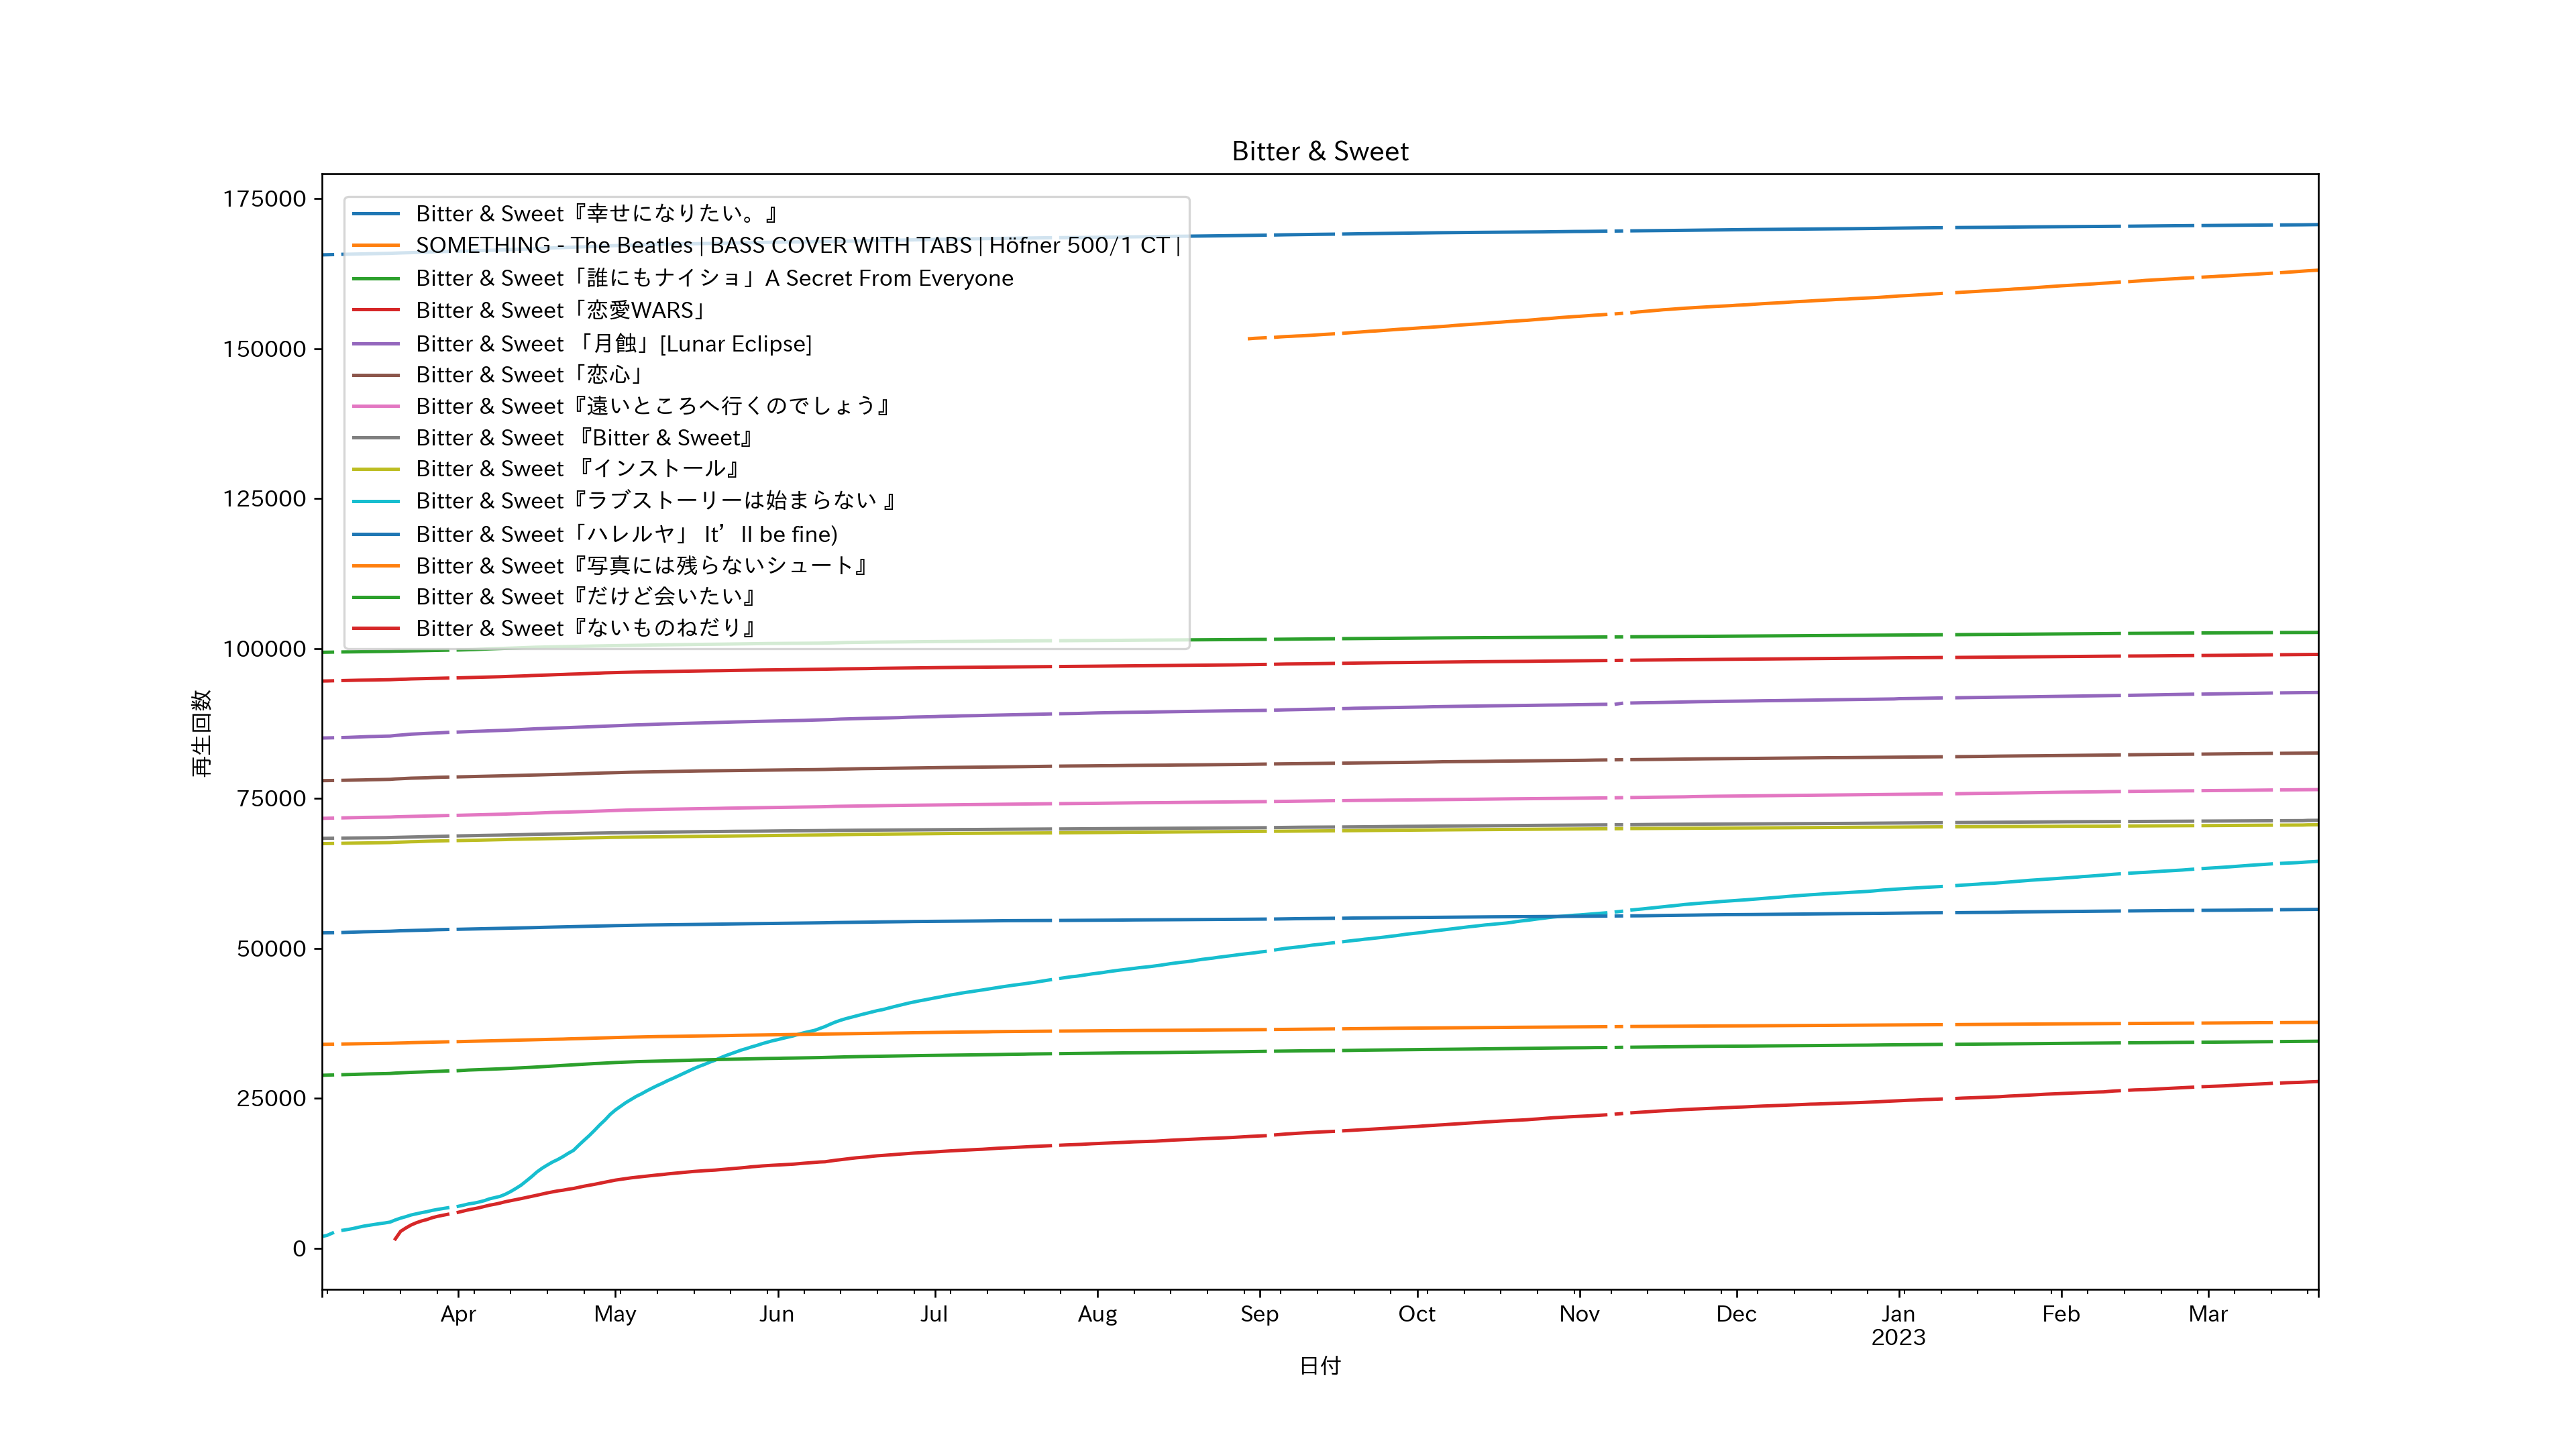 Bitter & Sweet
175000
150000
125000
100000
75000
50000
25000
0
再生回数
Bitter & Sweet『幸せになりたい。』
SOMETHING - The Beatles | BASS COVER WITH TABS | Höfner 500/1 CT |
Bitter & Sweet「誰にもナイショ」A Secret From Everyone
Bitter & Sweet「恋愛WARS」
Bitter & Sweet 「月蝕」[Lunar Eclipse]
Bitter & Sweet「恋心」
Bitter & Sweet『遠いところへ行くのでしょう』
Bitter & Sweet 『Bitter & Sweet』
Bitter & Sweet 『インストール』
Bitter & Sweet『ラブストーリーは始まらない 』
Bitter & Sweet「ハレルヤ」 It’ll be fine)
Bitter & Sweet『写真には残らないシュート』
Bitter & Sweet『だけど会いたい』
Bitter & Sweet『ないものねだり』
Apr May Jun Jul Aug Sep Oct Nov Dec Jan Feb Mar
2023
日付